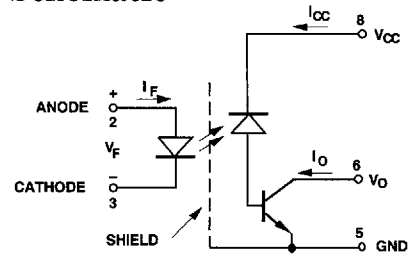 ICC
8
VCC
IF
+
ANODE
2
VF
IO
6
VO
CATHODE
–
3
5
SHIELD
GND